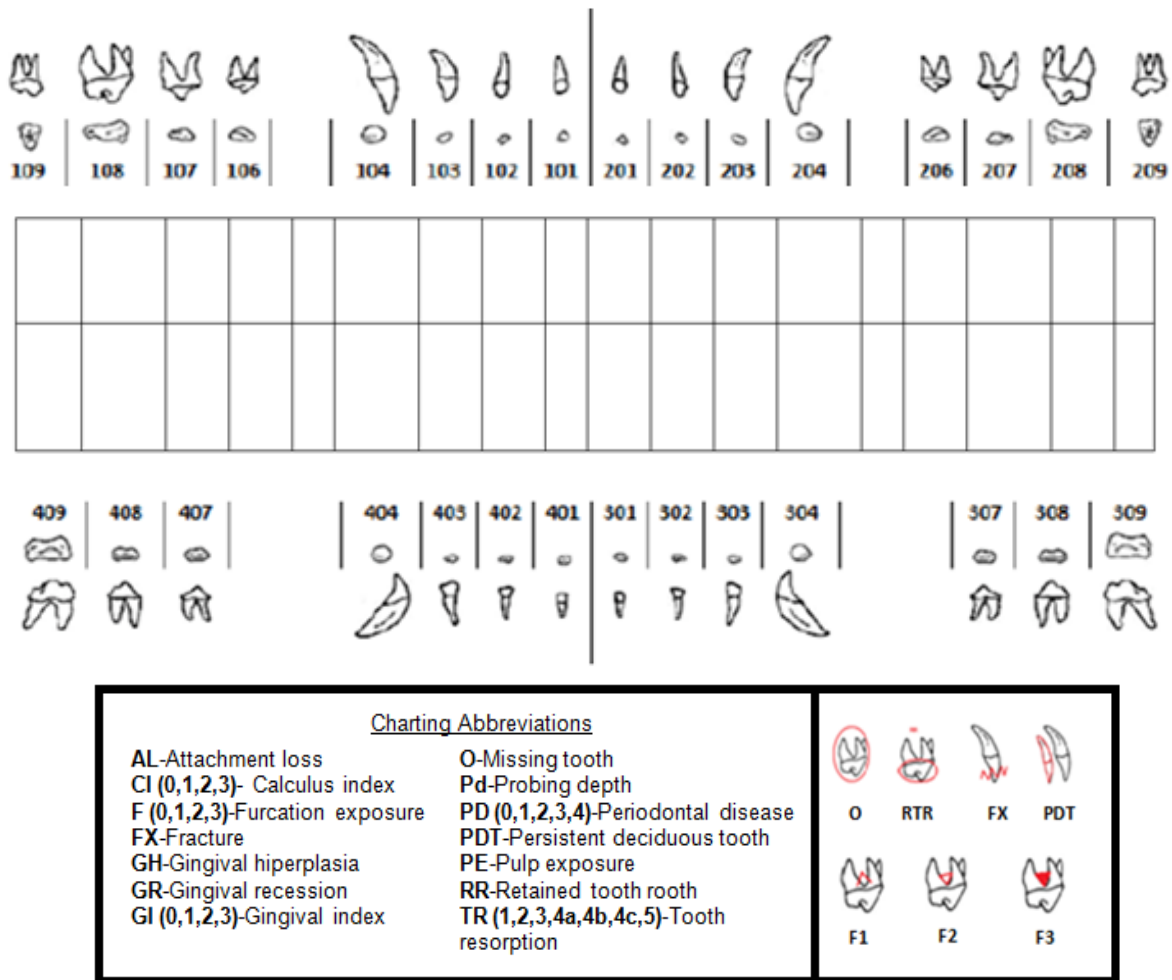 109 108 107 106 104 103 102 101 201 202 203 204 206 207 208 209
409 408 407 404 403 402 401 301 302 303 304 307 308 309
Charting Abbreviations
AL-Attachment loss
CI (0,1,2,3)- Calculus index
F (0,1,2,3)-Furcation exposure
FX-Fracture
GH-Gingival hiperplasia
GR-Gingival recession
GI (0,1,2,3)-Gingival index
O-Missing tooth
Pd-Probing depth
PD (0,1,2,3,4)-Periodontal disease
PDT-Persistent deciduous tooth
PE-Pulp exposure
RR-Retained tooth rooth
TR (1,2,3,4a,4b,4c,5)-Tooth
resorption
O RTR FX PDT
F1 F2 F3